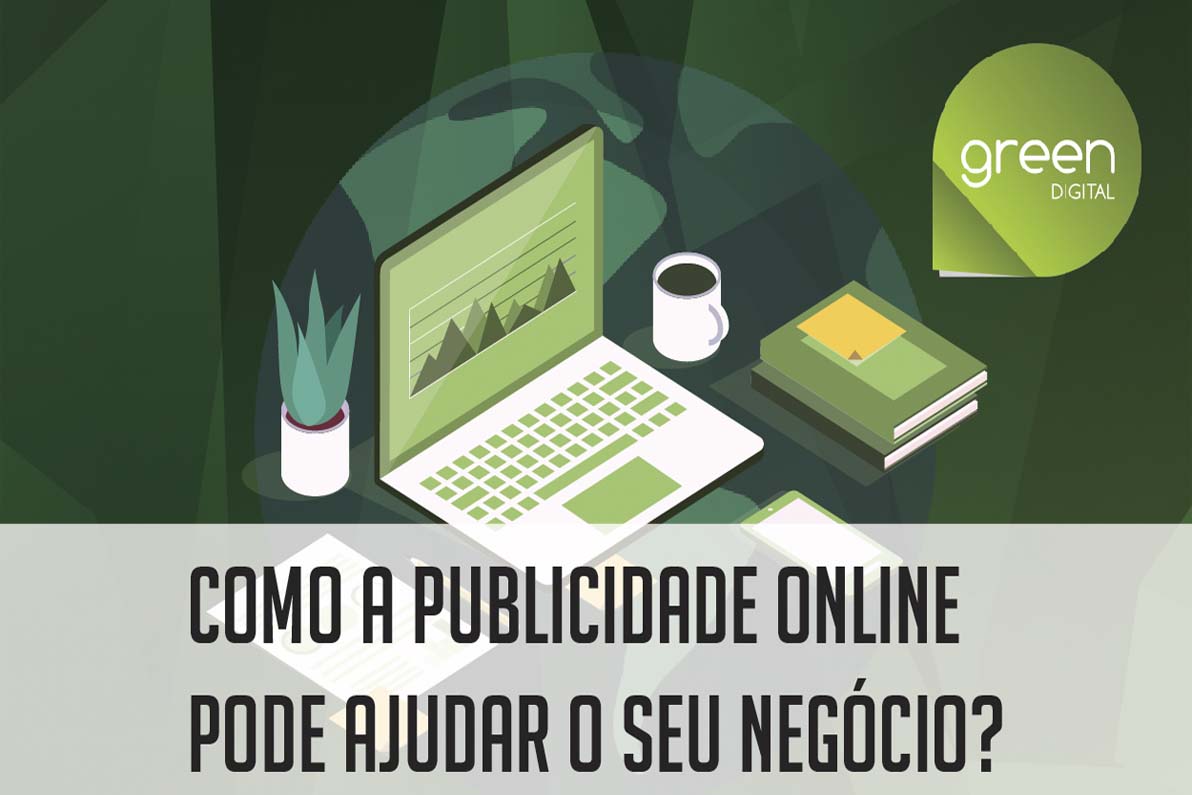 green
DIGITAL
COMO A PUBLICIDADE ONLINE
PODE AJUDAR O SEU NEGÓCIO?